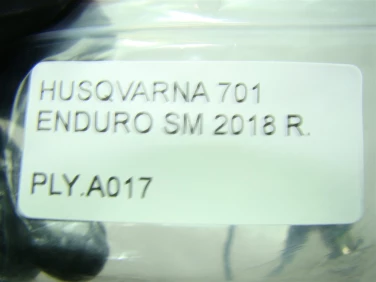 HUSQVARNA 701
ENDURO SM 2018 R.
PLY.A017